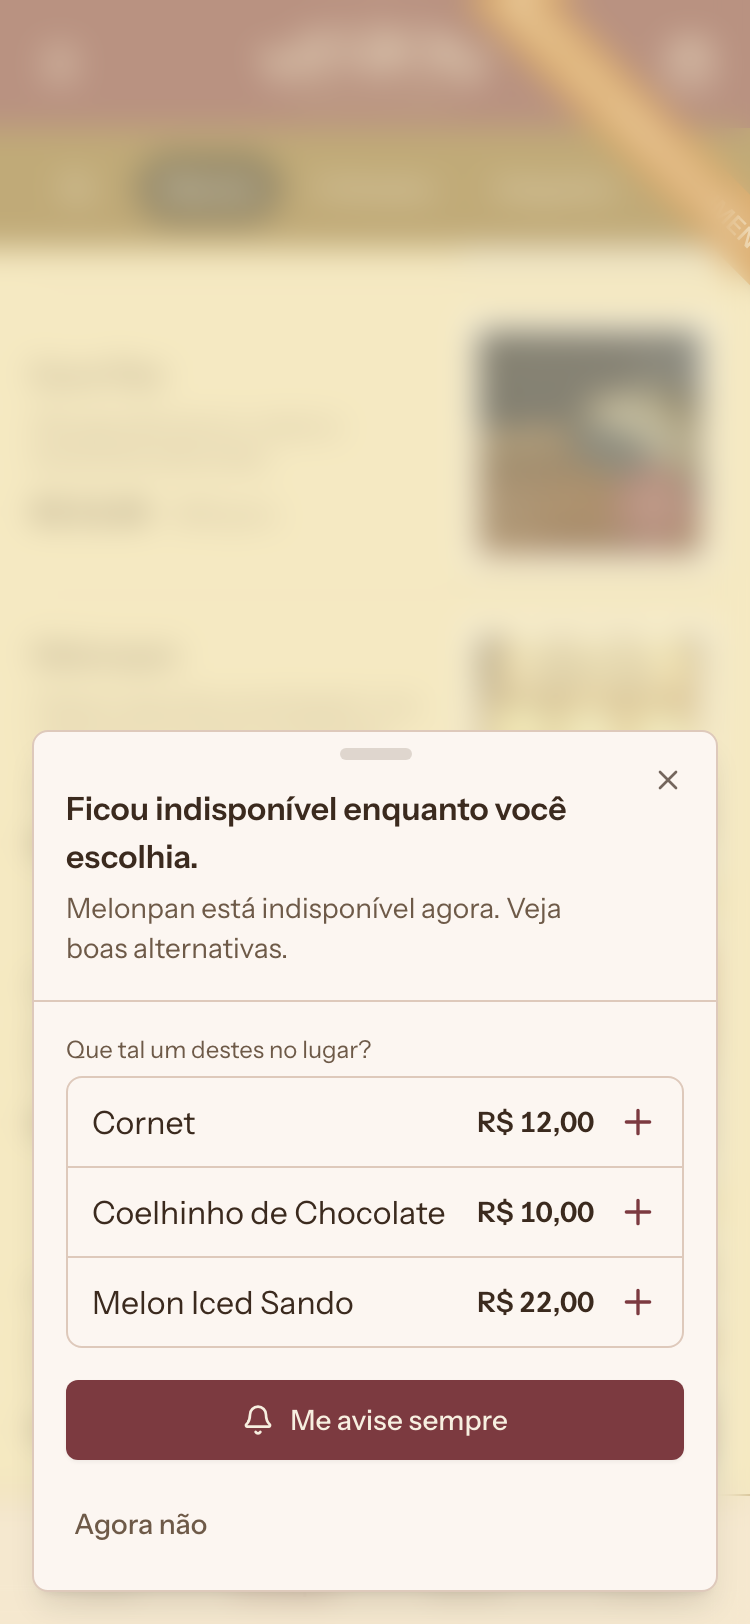 Ficou indisponível enquanto você
escolhia.
Melonpan está indisponível agora. Veja
boas alternativas.
Que tal um destes no lugar?
Cornet R$ 12,00
Coelhinho de Chocolate R$ 10,00
Melon Iced Sando R$ 22,00
Me avise sempre
Agora não